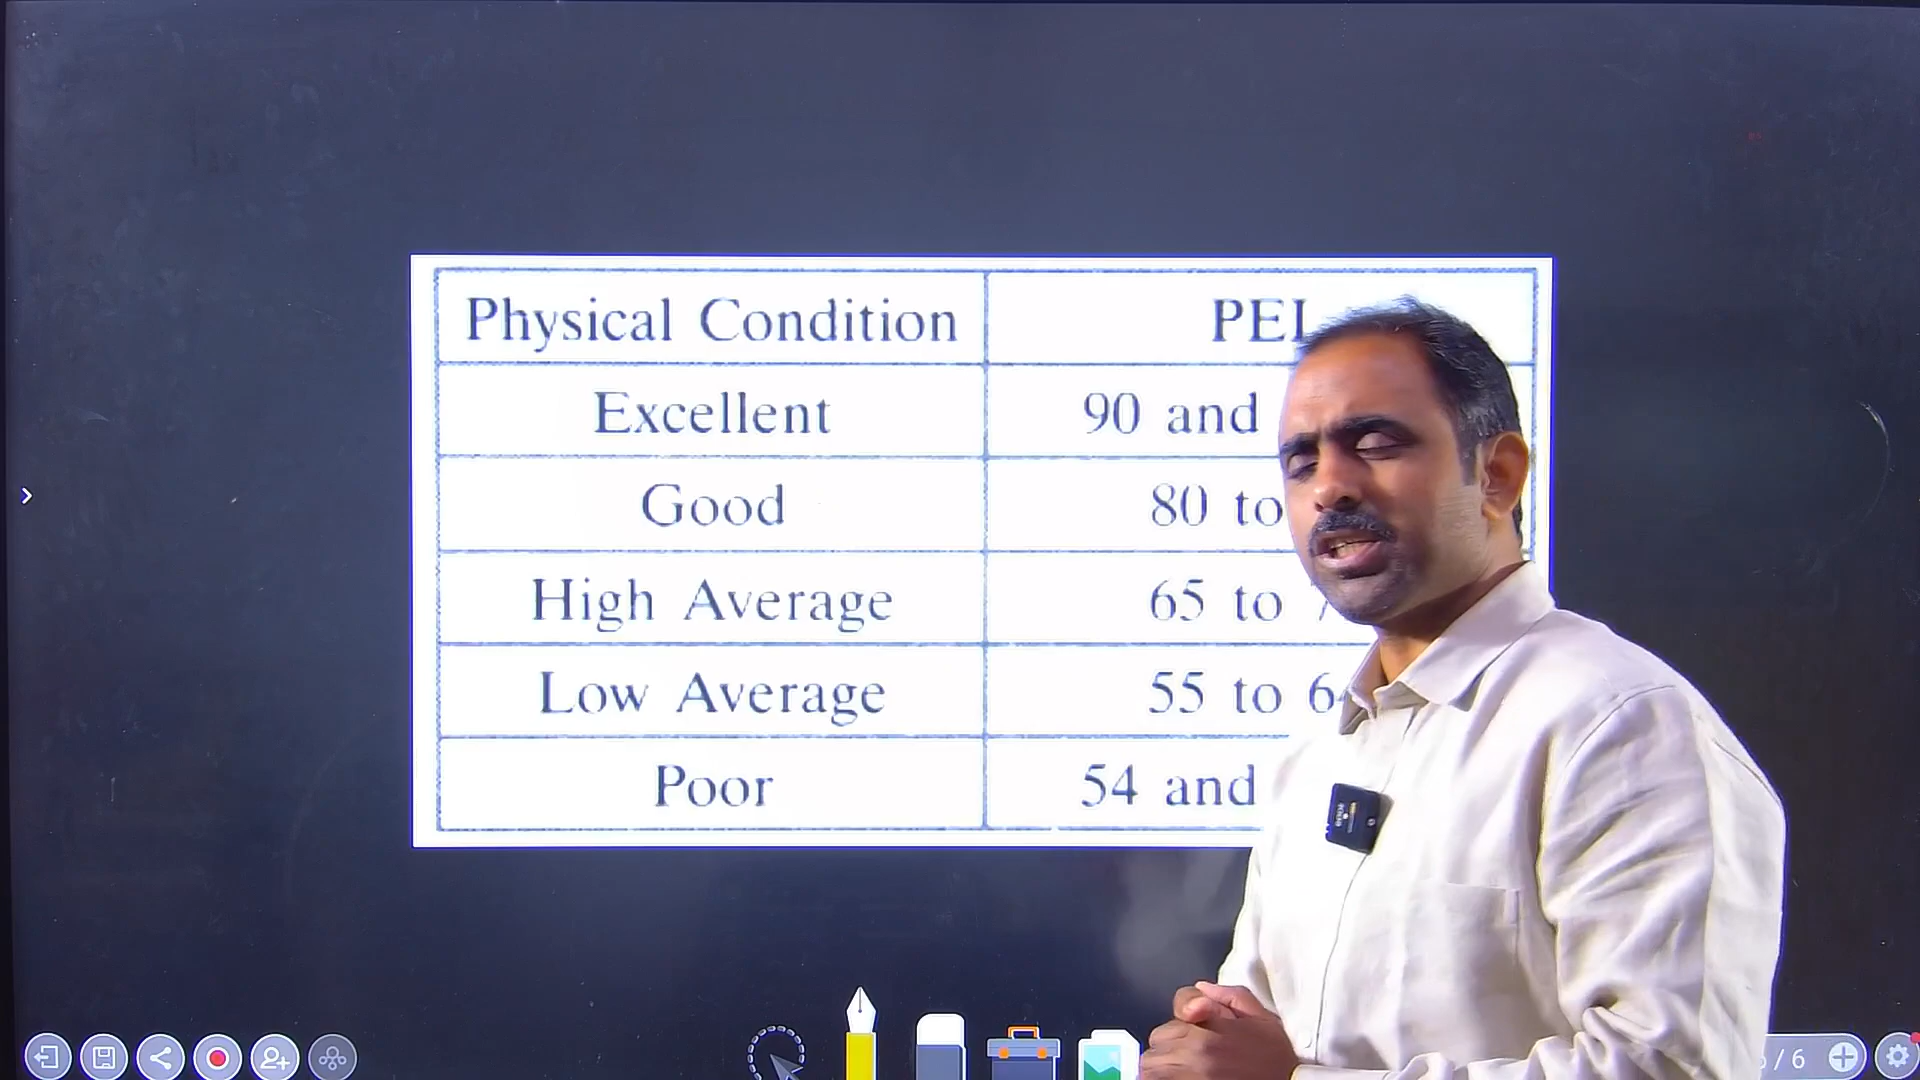 Physical Condition PEI
Excellent 90 and
Good 80 to
High Average 65 to
Low Average 55 to
Poor 54 and
/ 6